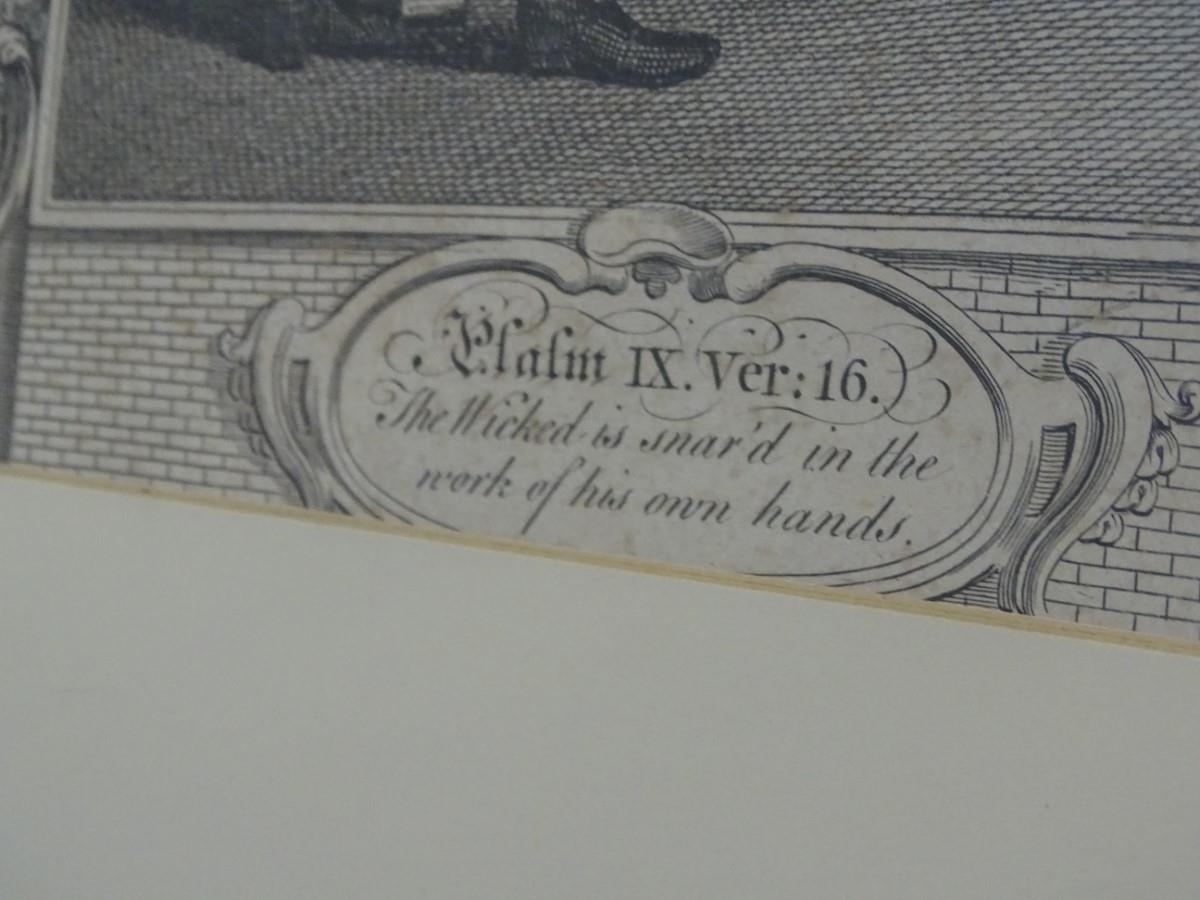 Psalm IX. Ver: 16.
The Wicked is snar'd in the
work of his own hands.